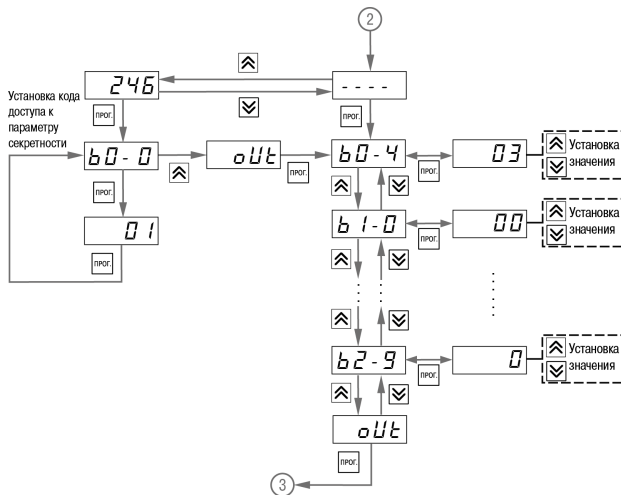 2
246
- - - -
Установка кода
доступа к
параметру
секретности
ПРОГ.
ПРОГ.
b0-0
oUt
b0-4
03
Установка
значения
ПРОГ.
ПРОГ.
ПРОГ.
01
b1-0
00
Установка
значения
ПРОГ.
ПРОГ.
b2-9
0
Установка
значения
ПРОГ.
oUt
ПРОГ.
3